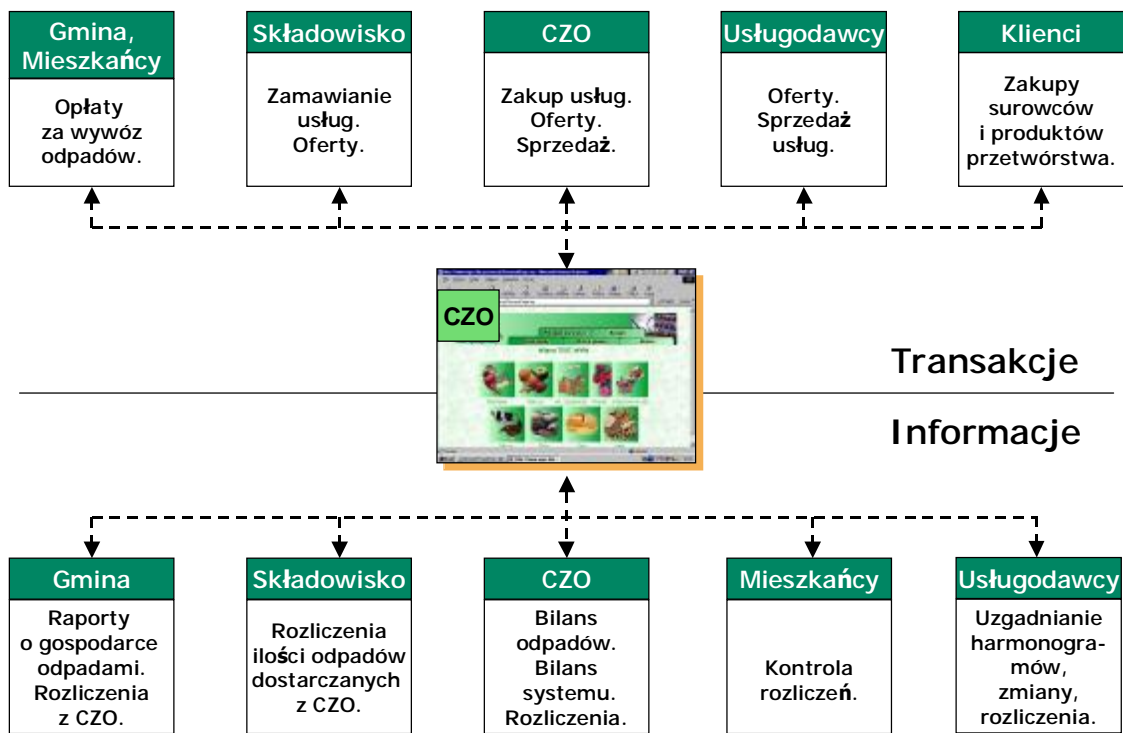 Gmina,
Mieszkańcy
Opłaty
za wywóz
odpadów.
Składowisko
Zamawianie
usług.
Oferty.
CZO
Zakup usług.
Oferty.
Sprzedaż.
Usługodawcy
Oferty.
Sprzedaż
usług.
Klienci
Zakupy
surowców
i produktów
przetwórstwa.
CZO
Transakcje
Informacje
Gmina
Raporty
o gospodarce
odpadami.
Rozliczenia
z CZO.
Składowisko
Rozliczenia
ilości odpadów
dostarczanych
z CZO.
CZO
Bilans
odpadów.
Bilans
systemu.
Rozliczenia.
Mieszkańcy
Kontrola
rozliczeń.
Usługodawcy
Uzgadnianie
harmonogra-
mów,
zmiany,
rozliczenia.